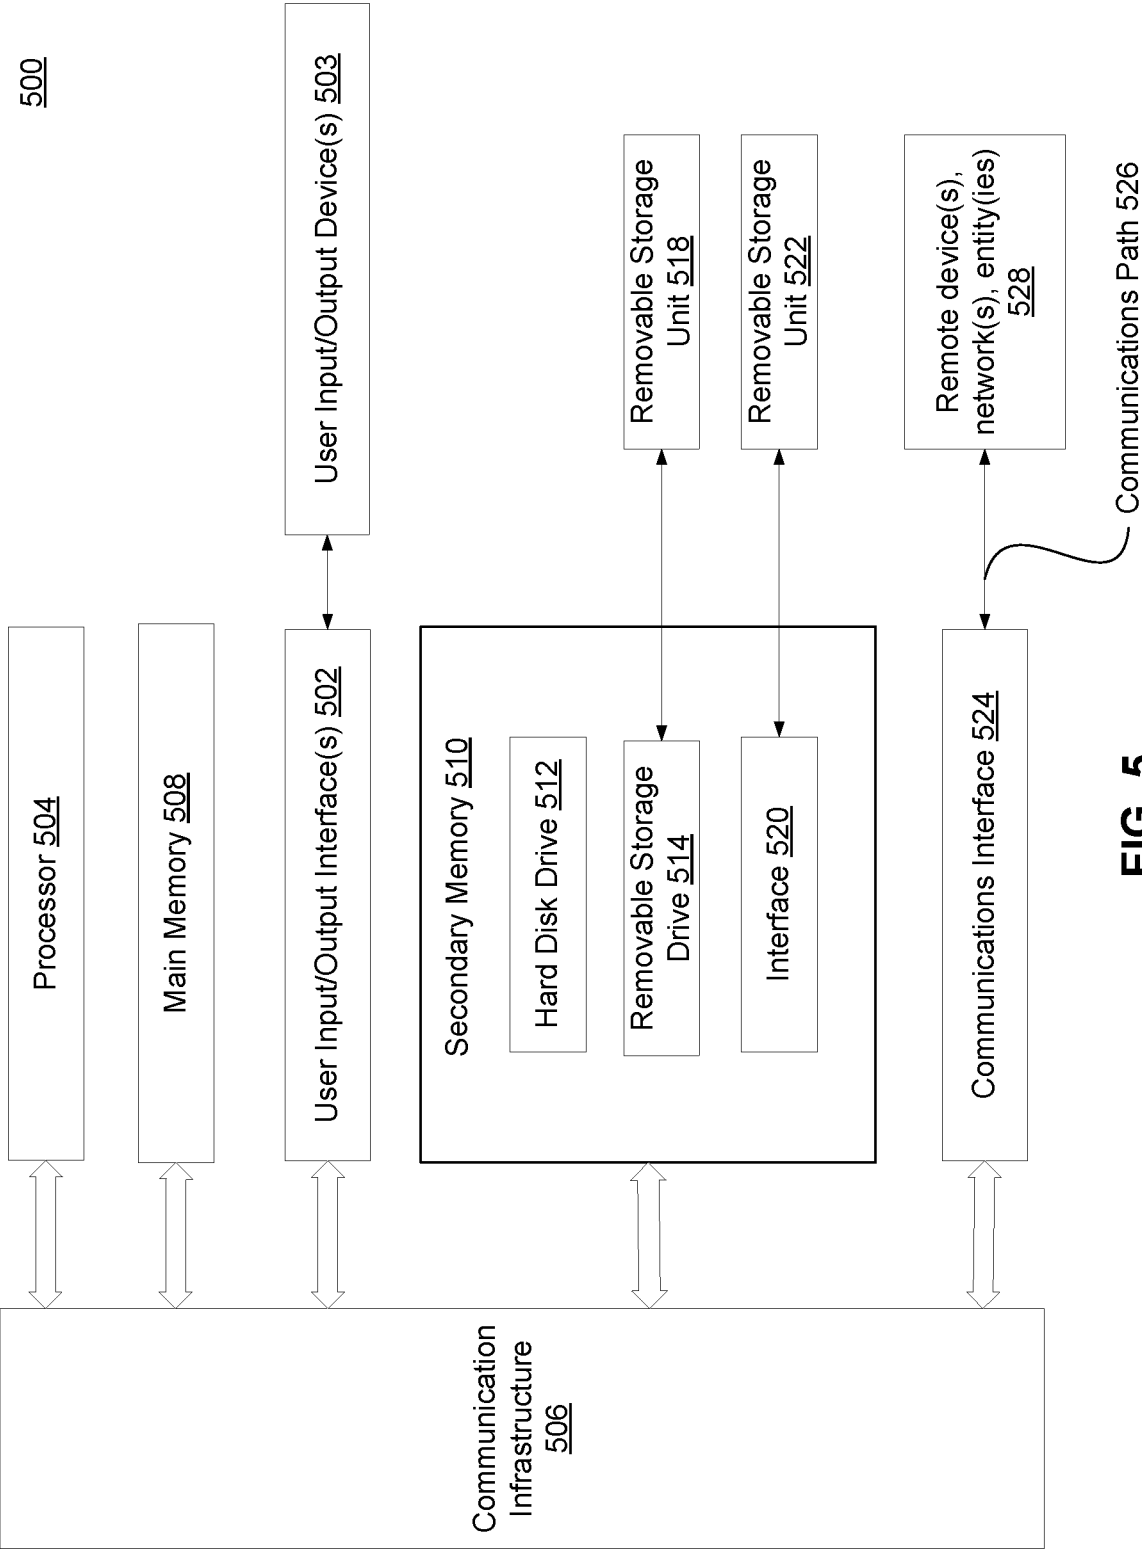 500
Processor 504
Main Memory 508
User Input/Output Interface(s) 502
User Input/Output Device(s) 503
Communication
Infrastructure
506
Secondary Memory 510
Hard Disk Drive 512
Removable Storage
Drive 514
Removable Storage
Unit 518
Interface 520
Removable Storage
Unit 522
Communications Interface 524
Remote device(s),
network(s), entity(ies)
528
Communications Path 526
FIG. 5